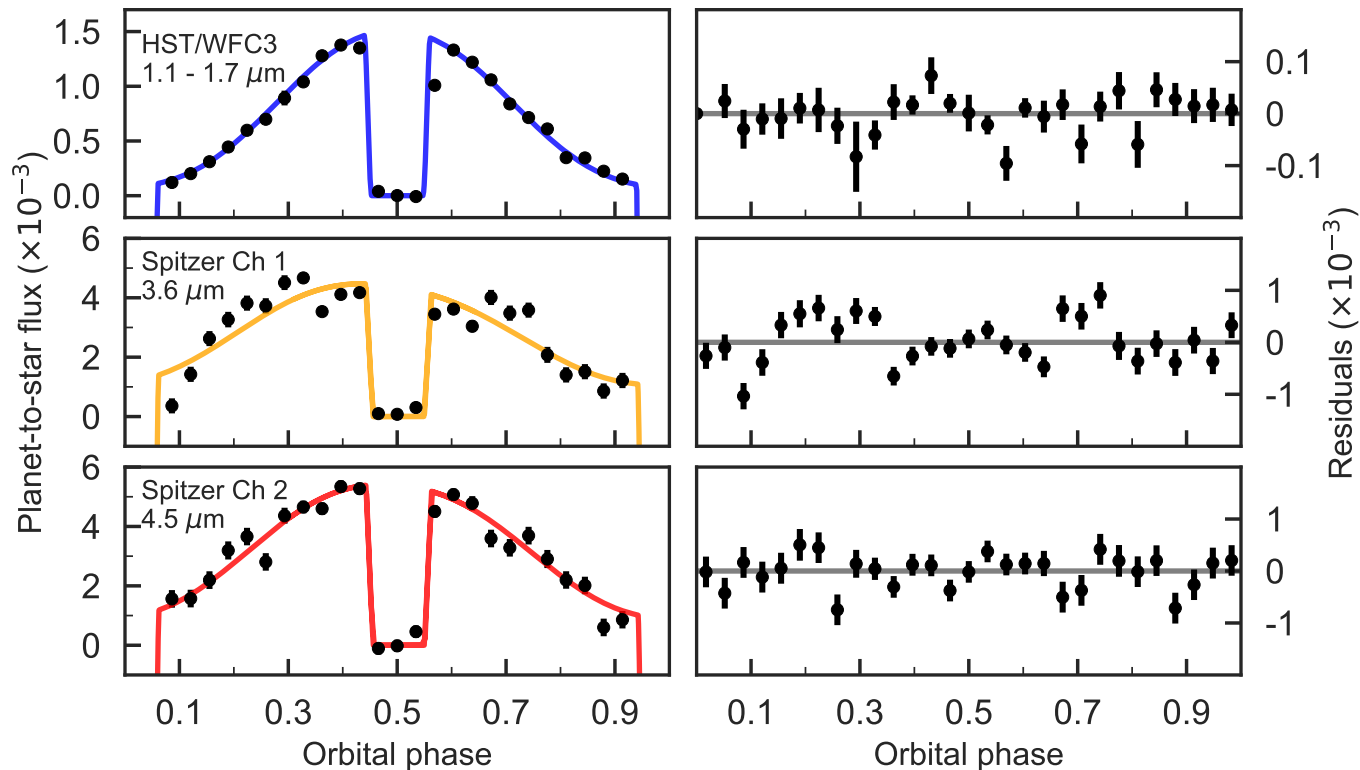 Planet-to-star flux (×10⁻³)
1.5
1.0
0.5
0.0
HST/WFC3
1.1 - 1.7 μm
0.1
0
-0.1
6
4
2
0
Spitzer Ch 1
3.6 μm
1
0
-1
Residuals (×10⁻³)
6
4
2
0
Spitzer Ch 2
4.5 μm
1
0
-1
0.1 0.3 0.5 0.7 0.9
0.1 0.3 0.5 0.7 0.9
Orbital phase
Orbital phase